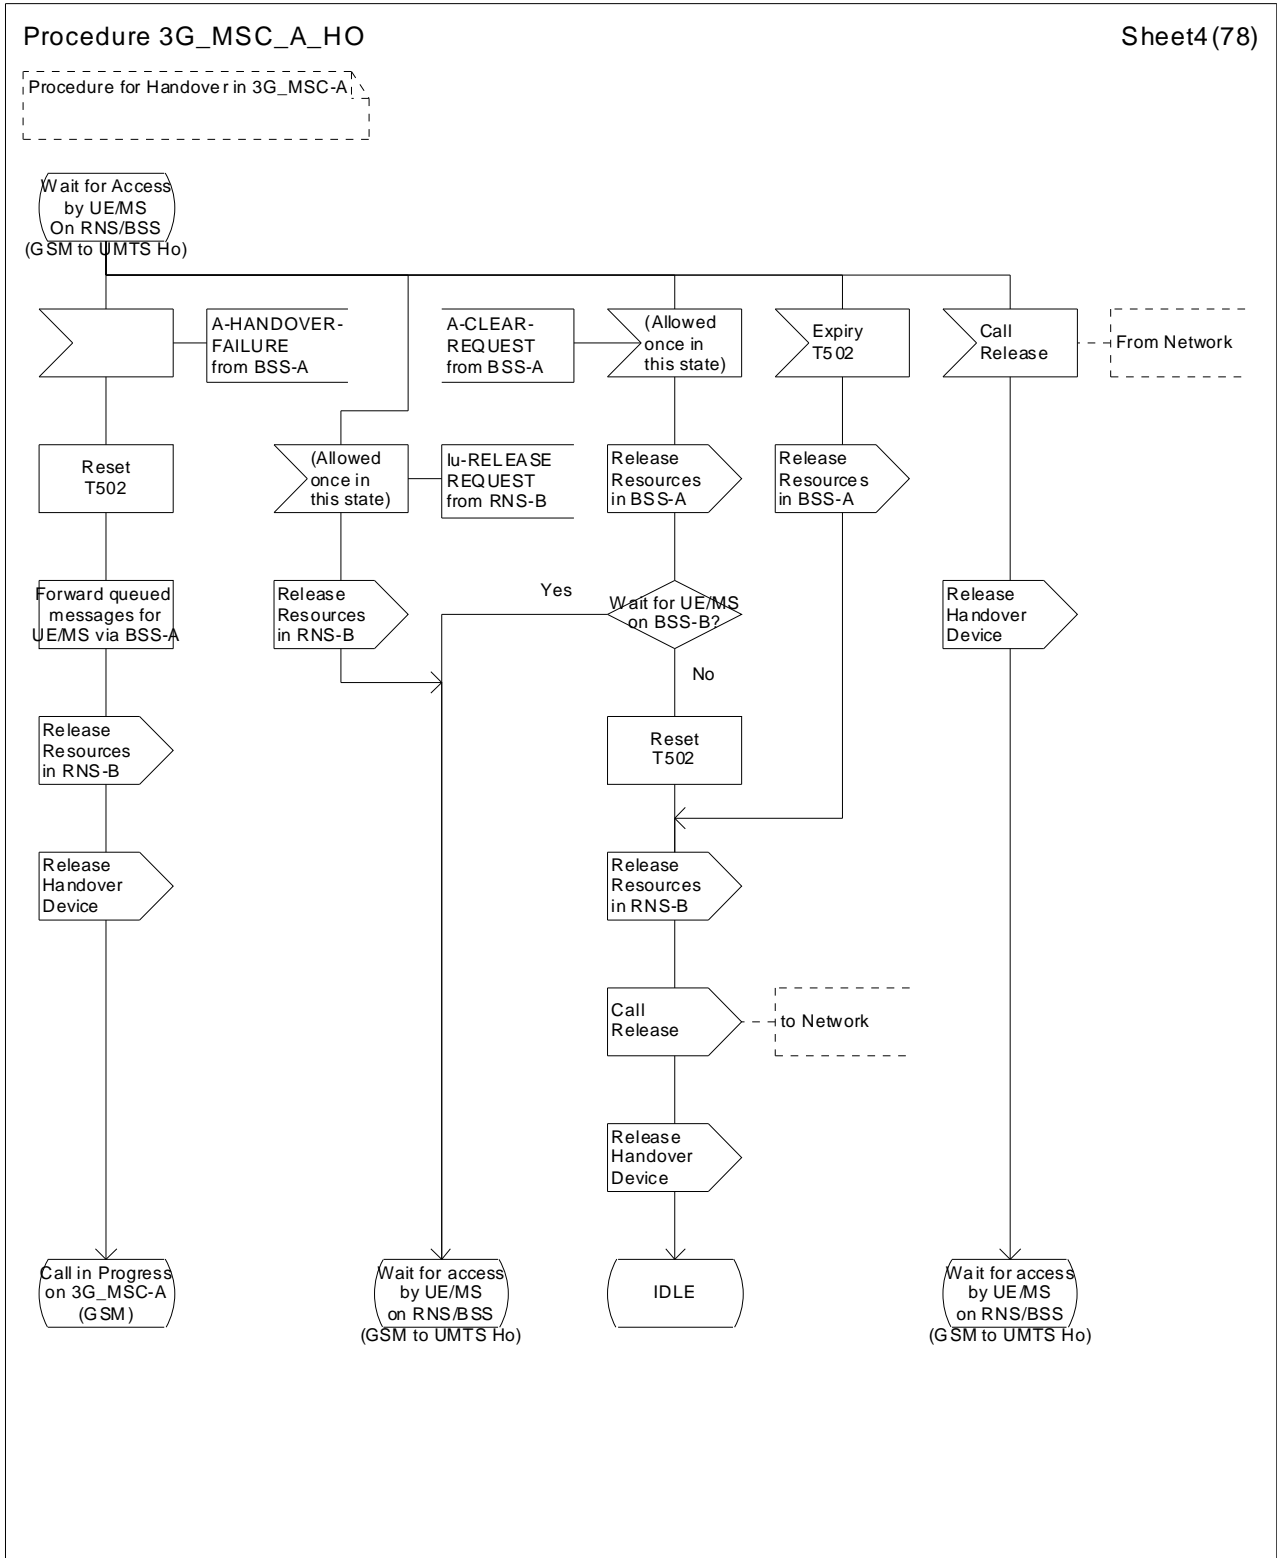 Procedure 3G_MSC_A_HO
Sheet4(78)
Procedure for Handover in 3G_MSC-A
Wait for Access
by UE/MS
On RNS/BSS
(GSM to UMTS Ho)
A-HANDOVER-
FAILURE
from BSS-A
A-CLEAR-
REQUEST
from BSS-A
(Allowed
once in
this state)
Expiry
T502
Call
Release
From Network
Reset
T502
(Allowed
once in
this state)
Iu-RELEASE
REQUEST
from RNS-B
Release
Resources
in BSS-A
Release
Resources
in BSS-A
Forward queued
messages for
UE/MS via BSS-A
Release
Resources
in RNS-B
Yes
Wait for UE/MS
on BSS-B?
No
Release
Handover
Device
Release
Resources
in RNS-B
Reset
T502
Release
Handover
Device
Release
Resources
in RNS-B
Call
Release
to Network
Release
Handover
Device
Call in Progress
on 3G_MSC-A
(GSM)
Wait for access
by UE/MS
on RNS/BSS
(GSM to UMTS Ho)
IDLE
Wait for access
by UE/MS
on RNS/BSS
(GSM to UMTS Ho)